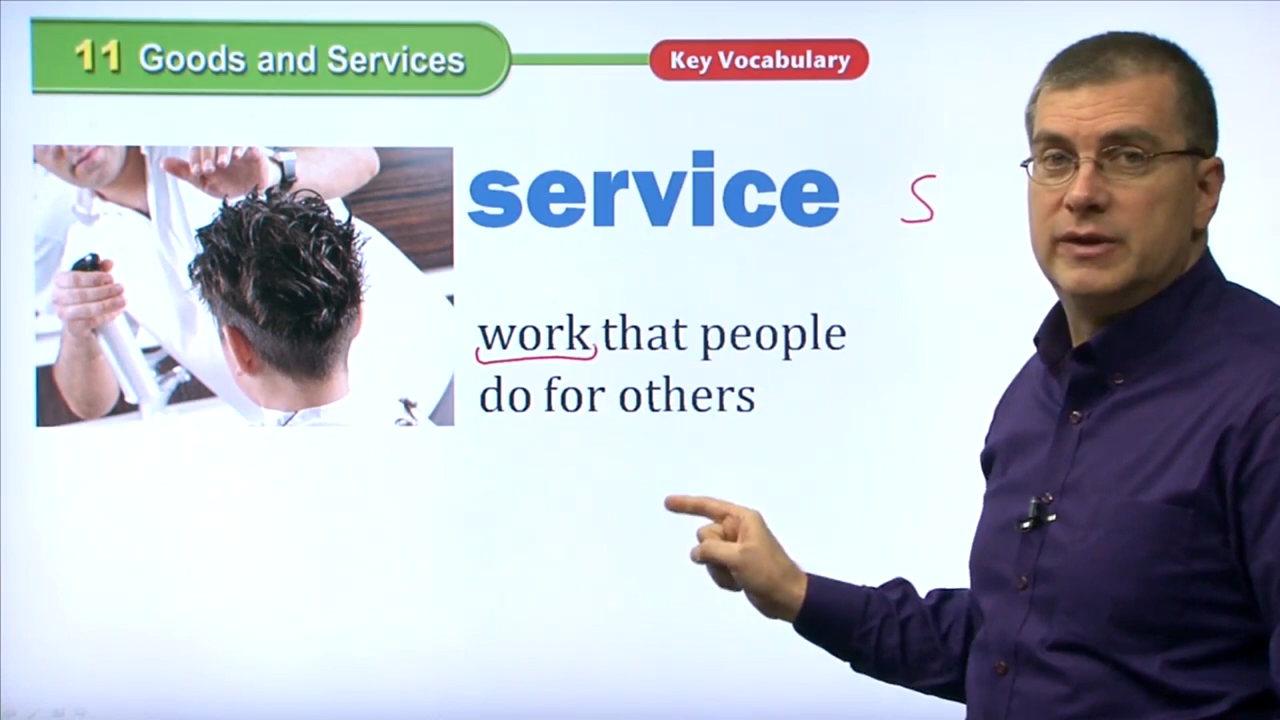 11 Goods and Services
Key Vocabulary
service S
work that people
do for others